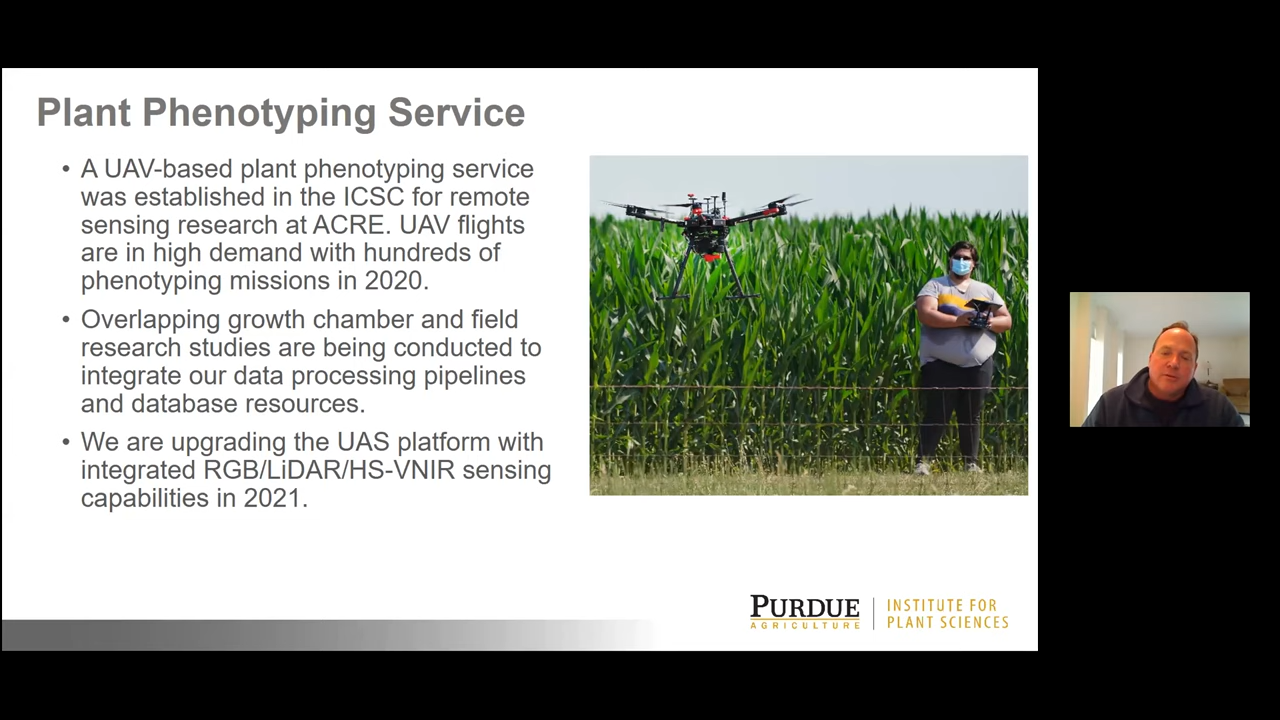 Plant Phenotyping Service
• A UAV-based plant phenotyping service
was established in the ICSC for remote
sensing research at ACRE. UAV flights
are in high demand with hundreds of
phenotyping missions in 2020.
• Overlapping growth chamber and field
research studies are being conducted to
integrate our data processing pipelines
and database resources.
• We are upgrading the UAS platform with
integrated RGB/LiDAR/HS-VNIR sensing
capabilities in 2021.
PURDUE
AGRICULTURE
INSTITUTE FOR
PLANT SCIENCES